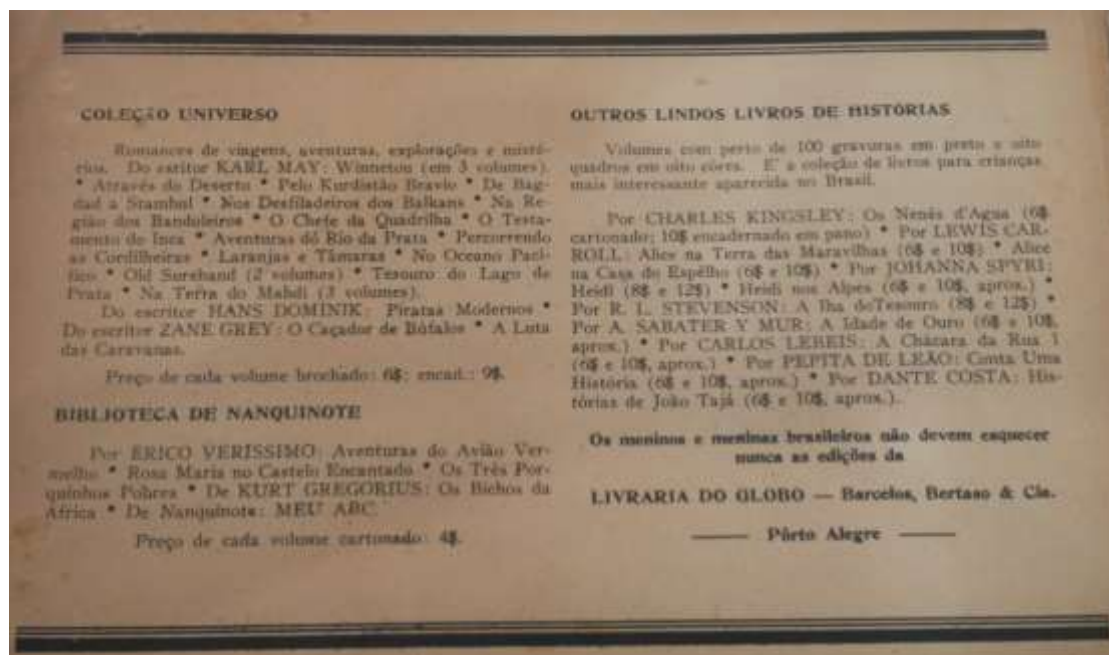 COLEÇÃO UNIVERSO
Romances de viagens, aventuras, explorações e misté-
rios. Do escritor KARL MAY: Winnetou (em 3 volumes).
* Através do Deserto * Pelo Kurdistão Bravio * De Bag-
dad a Stambul * Nos Desfiladeiros dos Balkans * Na Re-
gião dos Bandoleiros * O Chefe da Quadrilha * O Testa-
mento do Inca * Aventuras do Rio da Prata * Percorrendo
as Cordilheiras * Laranjas e Tâmaras * No Oceano Pací-
fico * Old Surehand (2 volumes) * Tesouro do Lago de
Prata * Na Terra do Mahdi (3 volumes).
Do escritor HANS DOMINIK: Piratas Modernos *
Do escritor ZANE GREY: O Caçador de Búfalos * A Luta
das Caravanas.
Preço de cada volume brochado: 6$; encad.: 9$.
BIBLIOTECA DE NANQUINOTE
Por ERICO VERISSIMO: Aventuras do Avião Ver-
melho * Rosa Maria no Castelo Encantado * Os Três Por-
quinhos Pobres * De KURT GREGORIUS: Os Bichos da
Africa * De Nanquinote: MEU ABC.
Preço de cada volume cartonado: 4$.
OUTROS LINDOS LIVROS DE HISTÓRIAS
Volumes com perto de 100 gravuras em preto e oito
quadros em oito côres. E' a coleção de livros para crianças
mais interessante aparecida no Brasil.
Por CHARLES KINGSLEY: Os Nenês d'Agua (6$
cartonado; 10$ encadernado em pano) * Por LEWIS CAR-
ROLL: Alice na Terra das Maravilhas (6$ e 10$) * Alice
na Casa do Espêlho (6$ e 10$) * Por JOHANNA SPYRI:
Heidi (8$ e 12$) * Heidi nos Alpes (6$ e 10$, aprox.) *
Por R. L. STEVENSON: A Ilha doTesouro (8$ e 12$) *
Por A. SABATER Y MUR: A Idade de Ouro (6$ e 10$,
aprox.) * Por CARLOS LEBEIS: A Chácara da Rua 1
(6$ e 10$, aprox.) * Por PEPITA DE LEÃO: Conta Uma
História (6$ e 10$, aprox.) * Por DANTE COSTA: His-
tórias de João Tajá (6$ e 10$, aprox.).
Os meninos e meninas brasileiros não devem esquecer
nunca as edições da
LIVRARIA DO GLOBO — Barcelos, Bertaso & Cia.
—— Pôrto Alegre ——